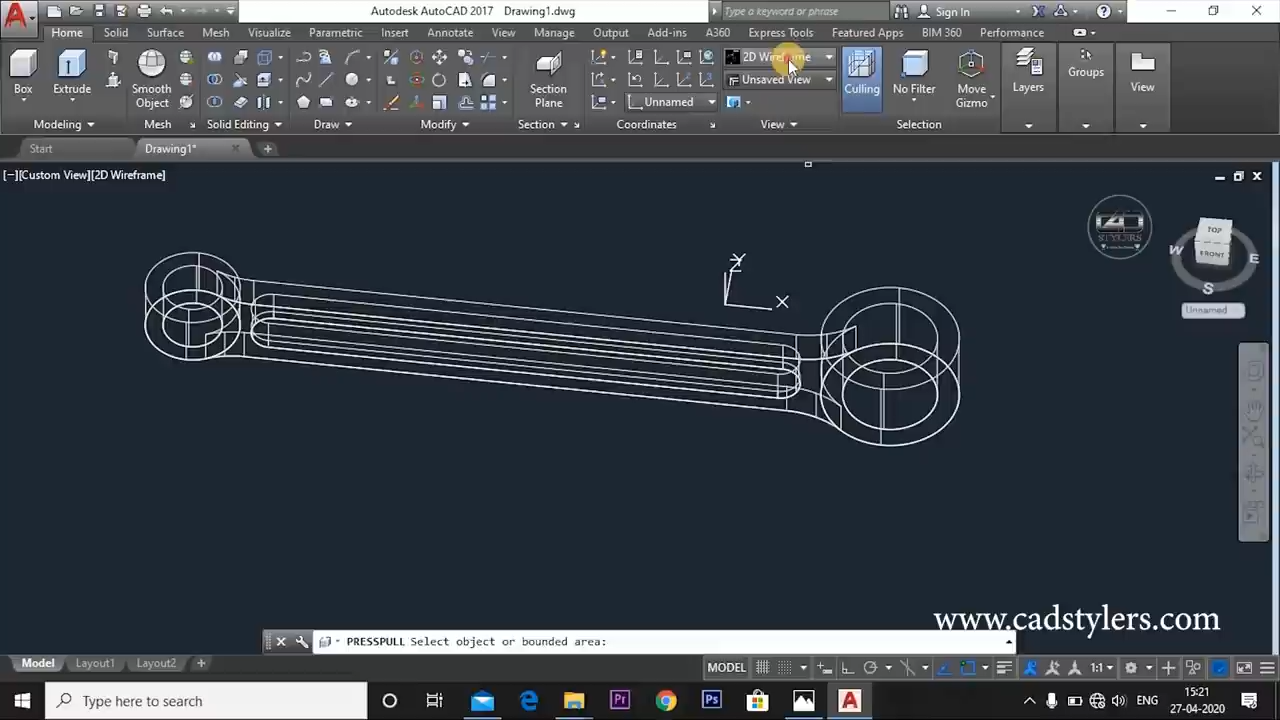 Autodesk AutoCAD 2017 Drawing1.dwg
Type a keyword or phrase
Sign In
Home Solid Surface Mesh Visualize Parametric Insert Annotate View Manage Output Add-ins A360 Express Tools Featured Apps BIM 360 Performance
2D Wireframe
Unsaved View
Unnamed
Box
Extrude
Smooth
Object
Section
Plane
Culling
No Filter
Move
Gizmo
Layers
Groups
View
Modeling
Mesh
Solid Editing
Draw
Modify
Section
Coordinates
View
Selection
Start
Drawing1*
[−][Custom View][2D Wireframe]
STYLERS
TOP
FRONT
W
E
S
Unnamed
Z
Y
X
www.cadstylers.com
PRESSPULL Select object or bounded area:
Model Layout1 Layout2
MODEL
1:1
Type here to search
Pr
Ps
A
ENG
15:21
27-04-2020